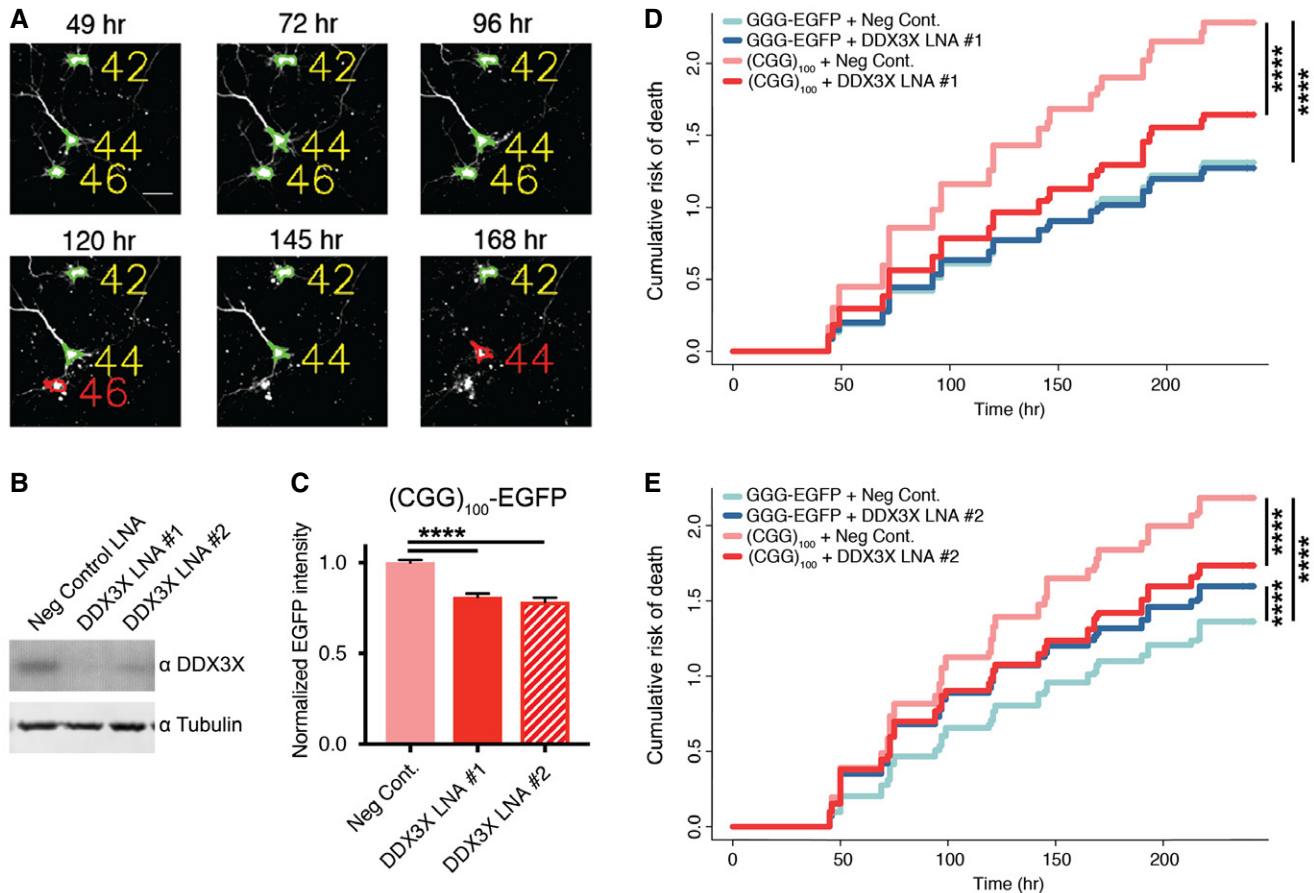 A
49 hr
72 hr
96 hr
42
44
46
42
44
46
42
44
46
120 hr
145 hr
168 hr
42
44
46
42
44
44
B
Neg Control LNA
DDX3X LNA #1
DDX3X LNA #2
α DDX3X
α Tubulin
C
(CGG)100-EGFP
****
Normalized EGFP intensity
1.0
0.5
0.0
Neg Cont.
DDX3X LNA #1
DDX3X LNA #2
D
GGG-EGFP + Neg Cont.
GGG-EGFP + DDX3X LNA #1
(CGG)100 + Neg Cont.
(CGG)100 + DDX3X LNA #1
****
****
Cumulative risk of death
2.0
1.5
1.0
0.5
0.0
0
50
100
150
200
Time (hr)
E
GGG-EGFP + Neg Cont.
GGG-EGFP + DDX3X LNA #2
(CGG)100 + Neg Cont.
(CGG)100 + DDX3X LNA #2
****
****
****
Cumulative risk of death
2.0
1.5
1.0
0.5
0.0
0
50
100
150
200
Time (hr)